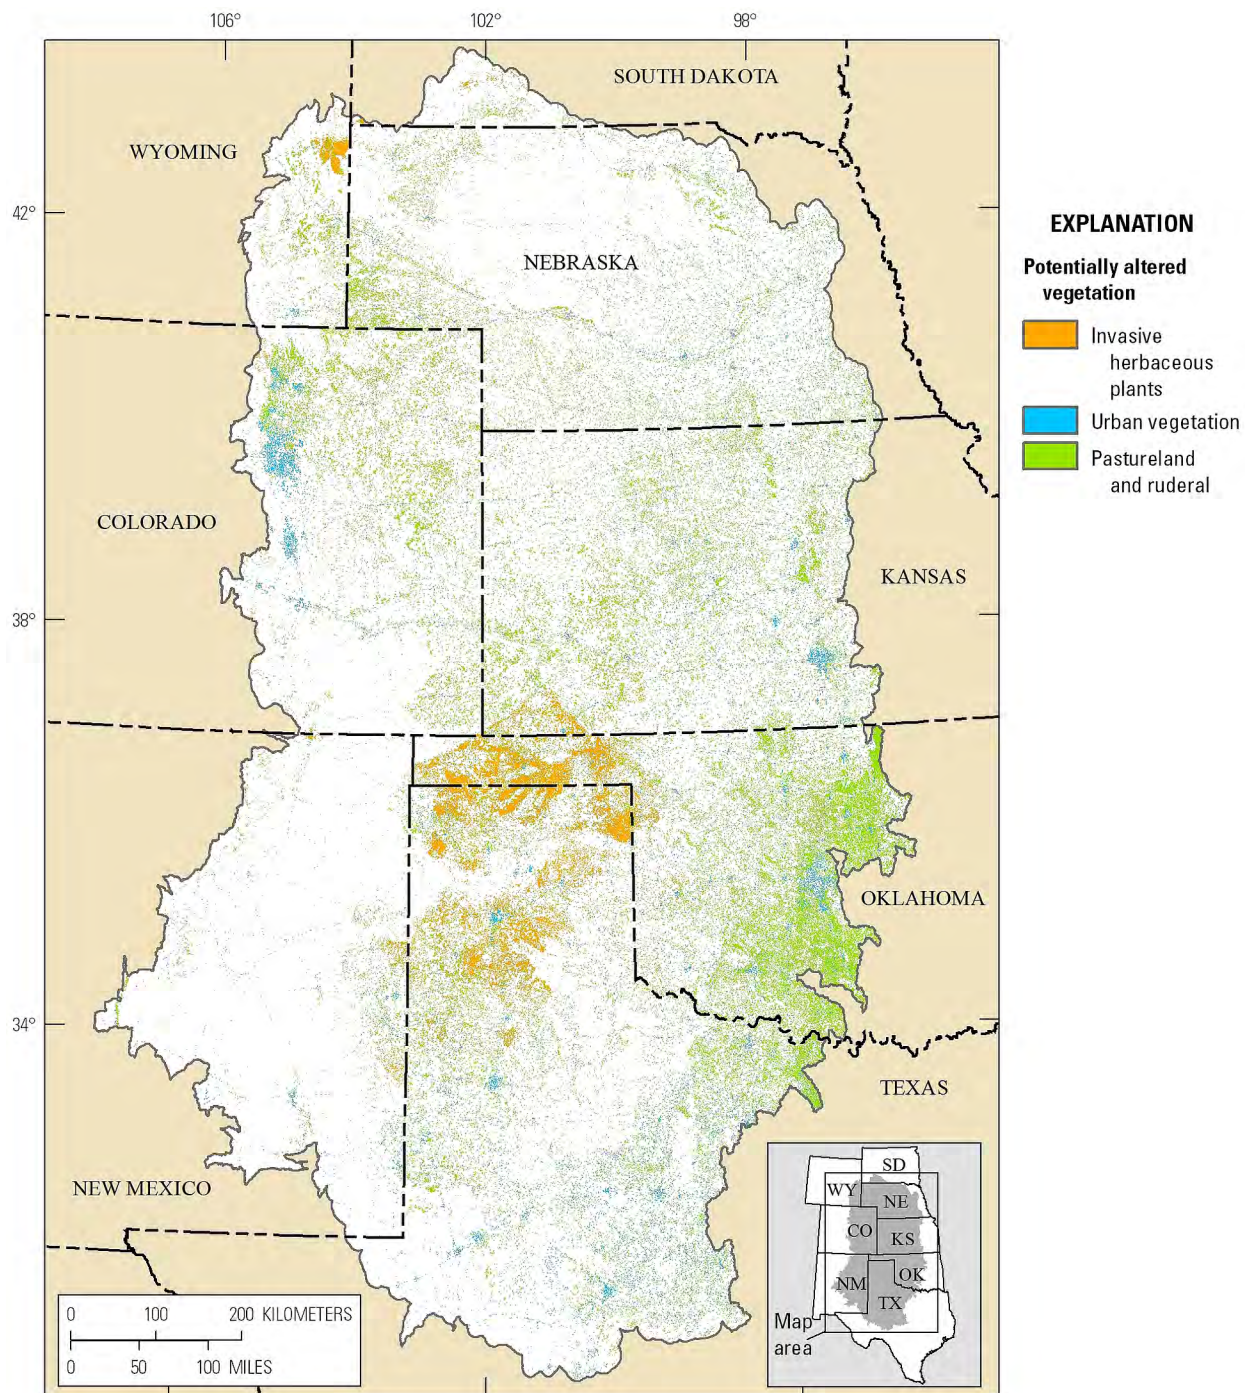 106°
102°
98°
SOUTH DAKOTA
WYOMING
42°
NEBRASKA
EXPLANATION
Potentially altered
vegetation
Invasive
herbaceous
plants
Urban vegetation
Pastureland
and ruderal
COLORADO
KANSAS
38°
OKLAHOMA
34°
TEXAS
NEW MEXICO
SD
WY
NE
CO
KS
NM
OK
TX
Map
area
0 100 200 KILOMETERS
0 50 100 MILES